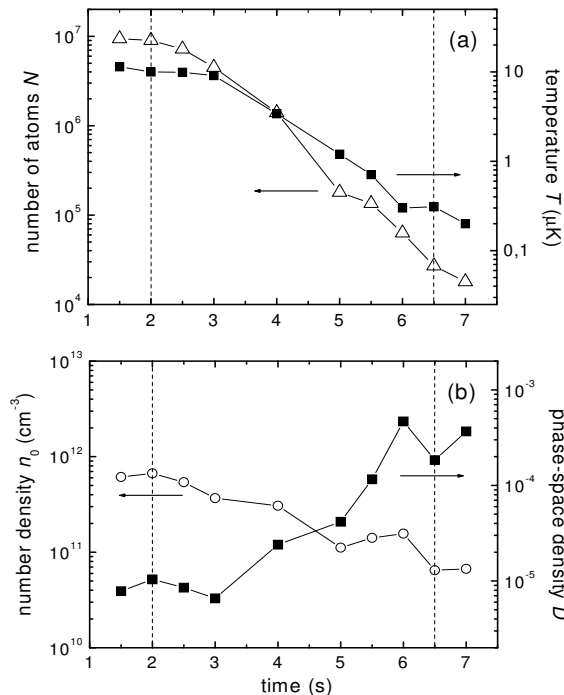 (a)
number of atoms N
10⁷
10⁶
10⁵
10⁴
10
1
0,1
temperature T (μK)
1 2 3 4 5 6 7
(b)
number density n₀ (cm⁻³)
10¹³
10¹²
10¹¹
10¹⁰
10⁻³
10⁻⁴
10⁻⁵
phase-space density D
1 2 3 4 5 6 7
time (s)